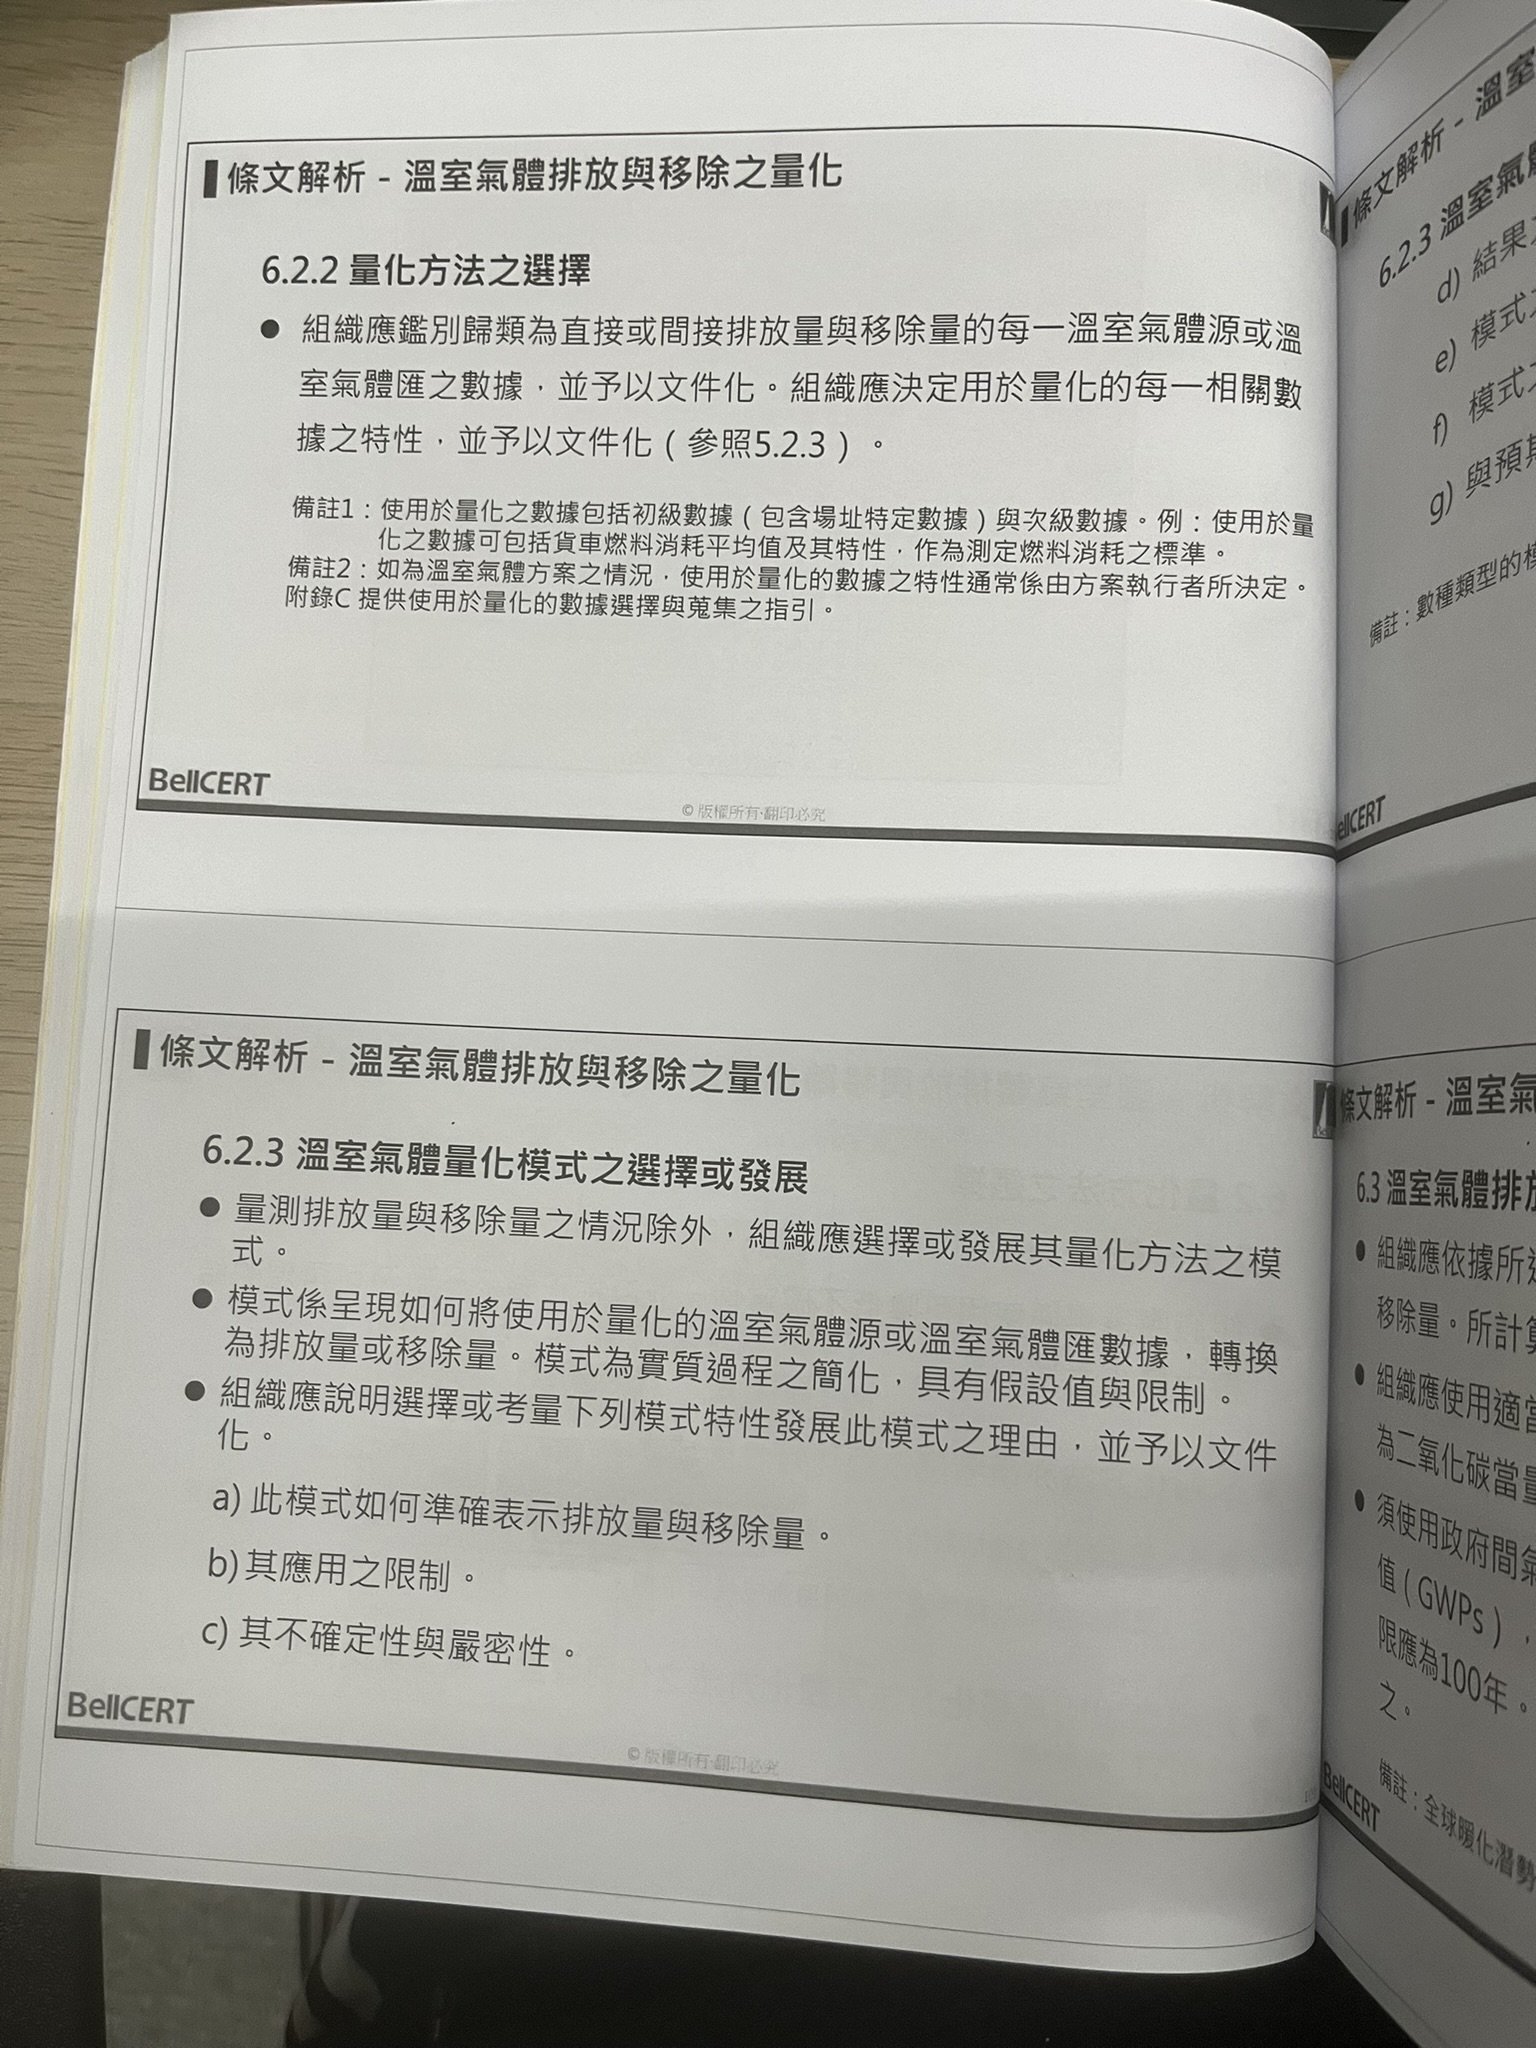 條文解析 - 溫室氣體排放與移除之量化
6.2.2 量化方法之選擇
● 組織應鑑別歸類為直接或間接排放量與移除量的每一溫室氣體源或溫
室氣體匯之數據，並予以文件化。組織應決定用於量化的每一相關數
據之特性，並予以文件化（參照5.2.3）。
備註1：使用於量化之數據包括初級數據（包含場址特定數據）與次級數據。例：使用於量
化之數據可包括貨車燃料消耗平均值及其特性，作為測定燃料消耗之標準。
備註2：如為溫室氣體方案之情況，使用於量化的數據之特性通常係由方案執行者所決定。
附錄C 提供使用於量化的數據選擇與蒐集之指引。
BellCERT
© 版權所有‧翻印必究
條文解析 - 溫室氣體排放與移除之量化
6.2.3 溫室氣體量化模式之選擇或發展
● 量測排放量與移除量之情況除外，組織應選擇或發展其量化方法之模
式。
● 模式係呈現如何將使用於量化的溫室氣體源或溫室氣體匯數據，轉換
為排放量或移除量。模式為實質過程之簡化，具有假設值與限制。
● 組織應說明選擇或考量下列模式特性發展此模式之理由，並予以文件
化。
a) 此模式如何準確表示排放量與移除量。
b) 其應用之限制。
c) 其不確定性與嚴密性。
BellCERT
© 版權所有‧翻印必究
條文解析 - 溫室
6.2.3 溫室氣體
d) 結果
e) 模式
f) 模式
g) 與預期
備註：數種類型的模
ellCERT
條文解析 - 溫室氣
6.3 溫室氣體排放
● 組織應依據所選
移除量。所計算
● 組織應使用適當
為二氧化碳當量
● 須使用政府間氣
值（GWPs），
限應為100年。
之。
備註：全球暖化潛勢
BellCERT